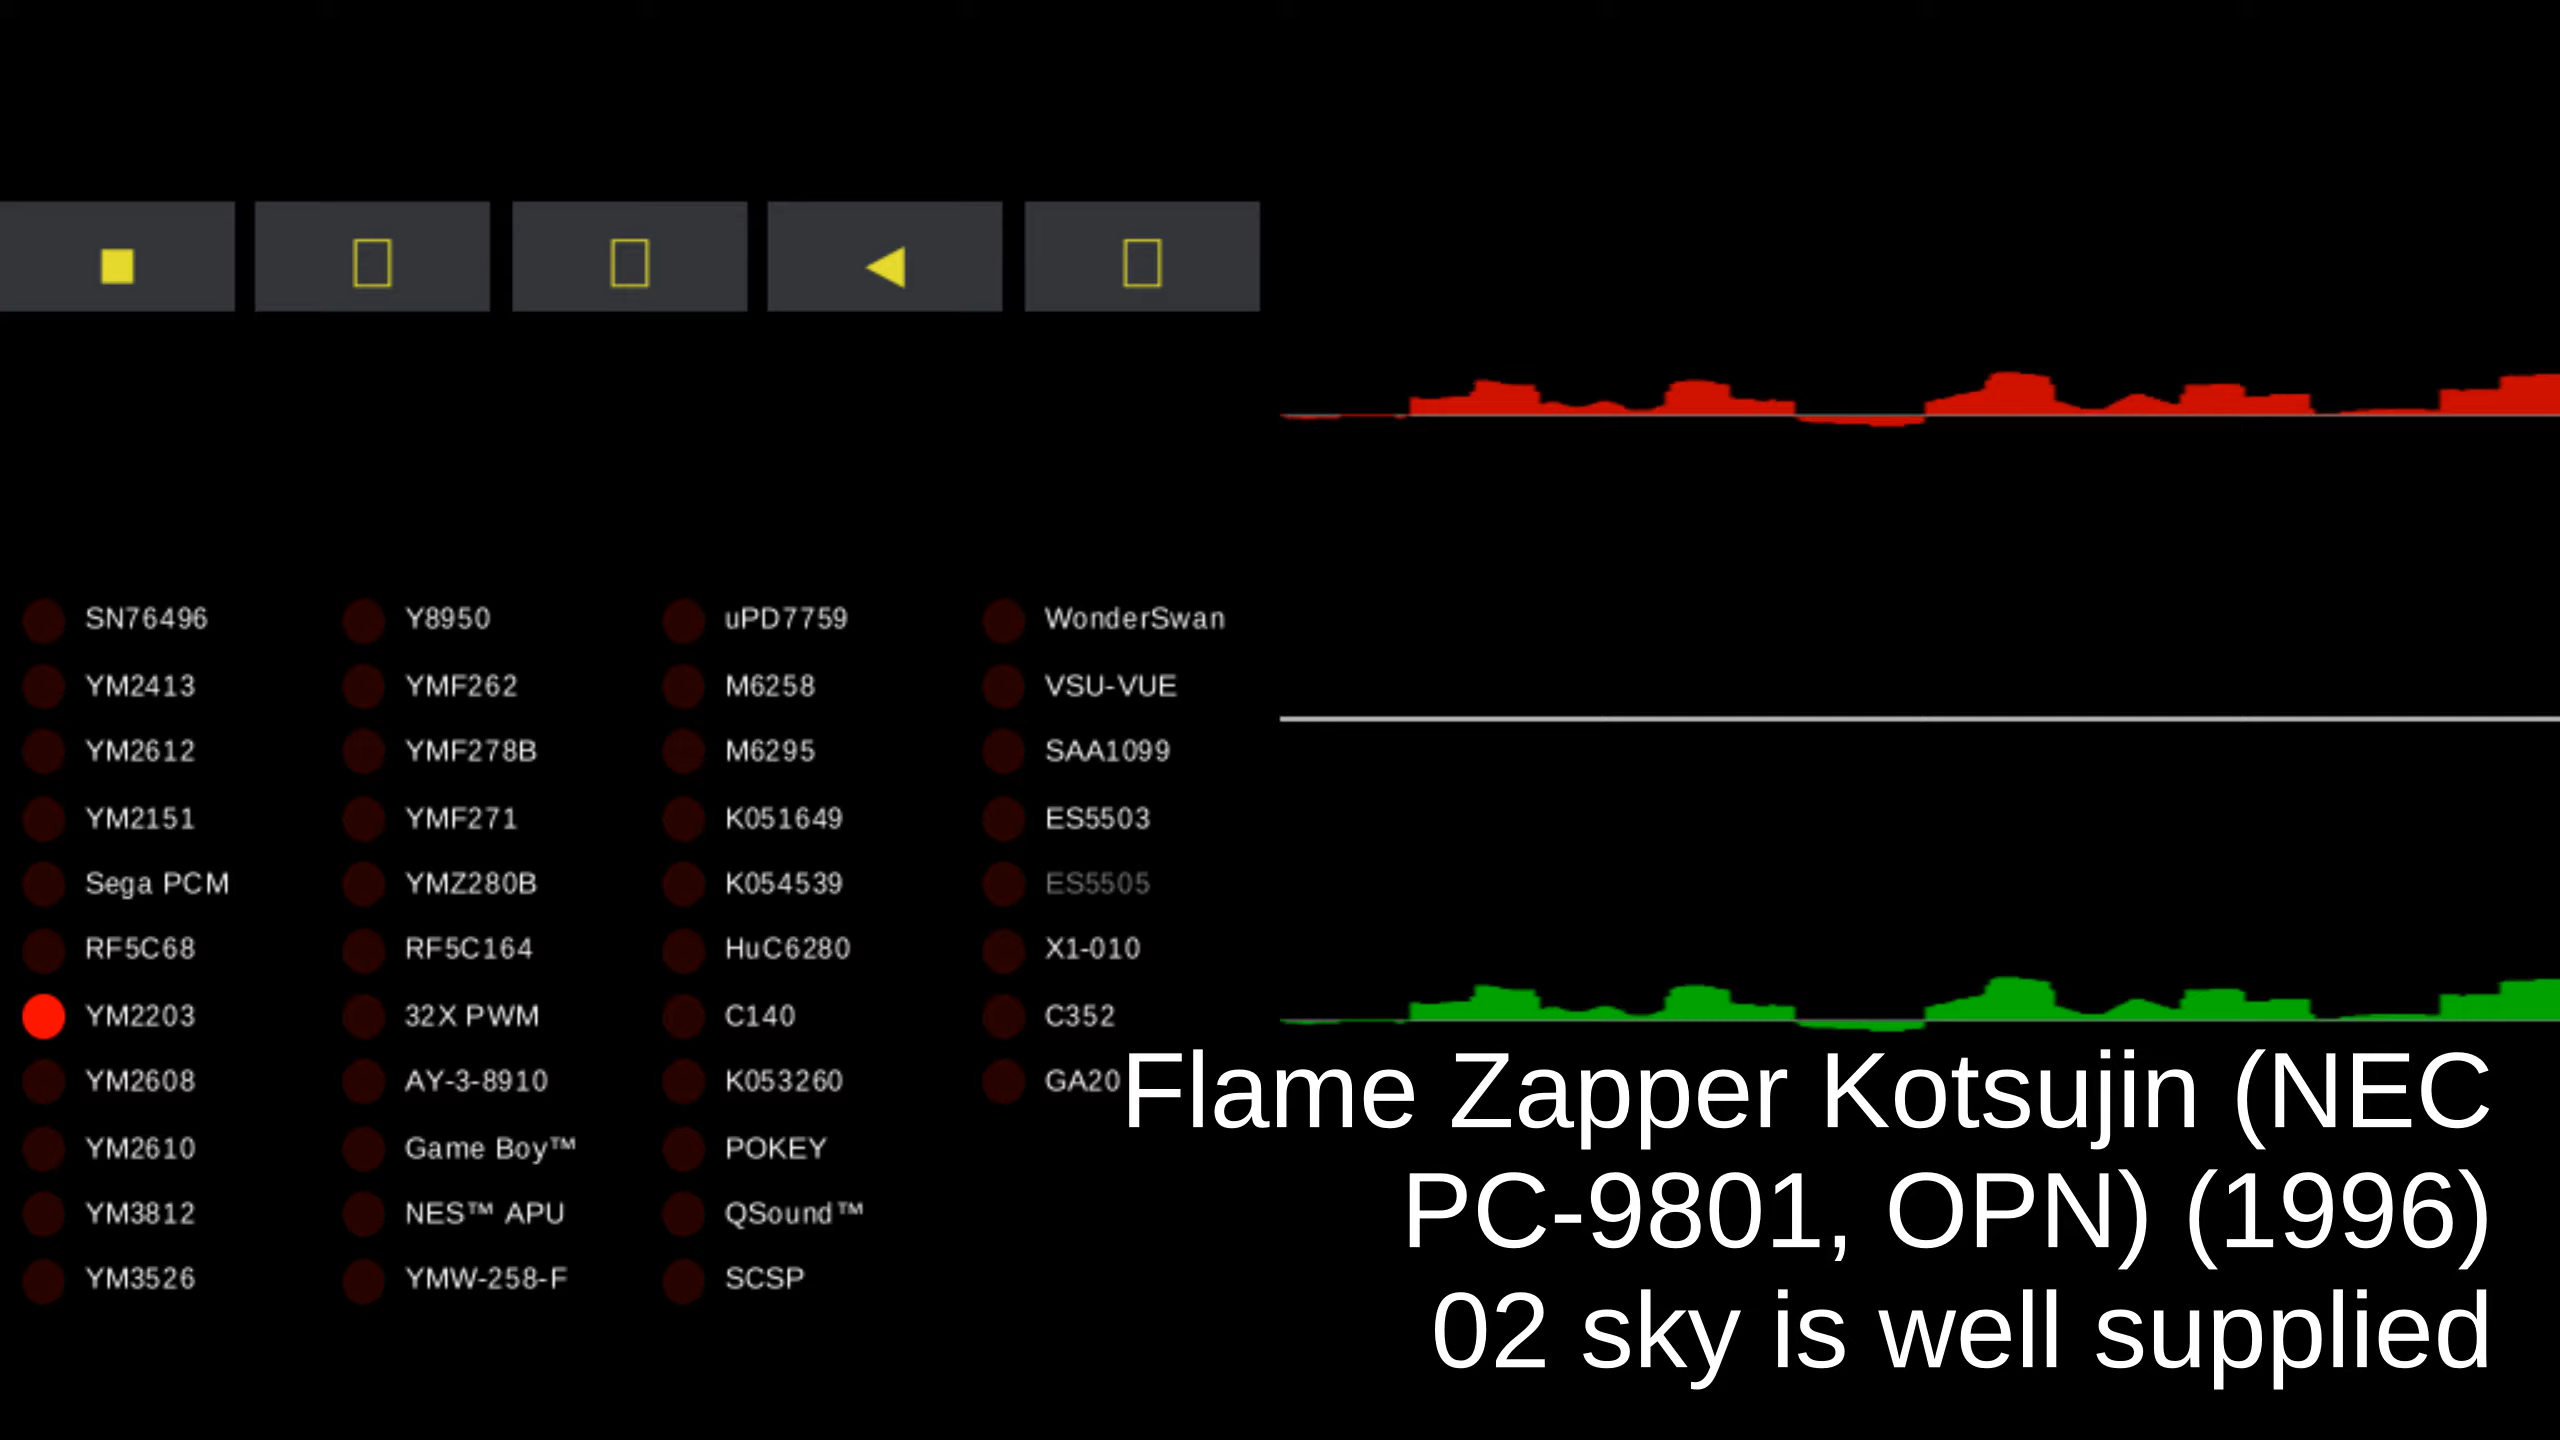 SN76496
YM2413
YM2612
YM2151
Sega PCM
RF5C68
YM2203
YM2608
YM2610
YM3812
YM3526
Y8950
YMF262
YMF278B
YMF271
YMZ280B
RF5C164
32X PWM
AY-3-8910
Game Boy™
NES™ APU
YMW-258-F
uPD7759
M6258
M6295
K051649
K054539
HuC6280
C140
K053260
POKEY
QSound™
SCSP
WonderSwan
VSU-VUE
SAA1099
ES5503
ES5505
X1-010
C352
GA20
Flame Zapper Kotsujin (NEC
PC-9801, OPN) (1996)
02 sky is well supplied